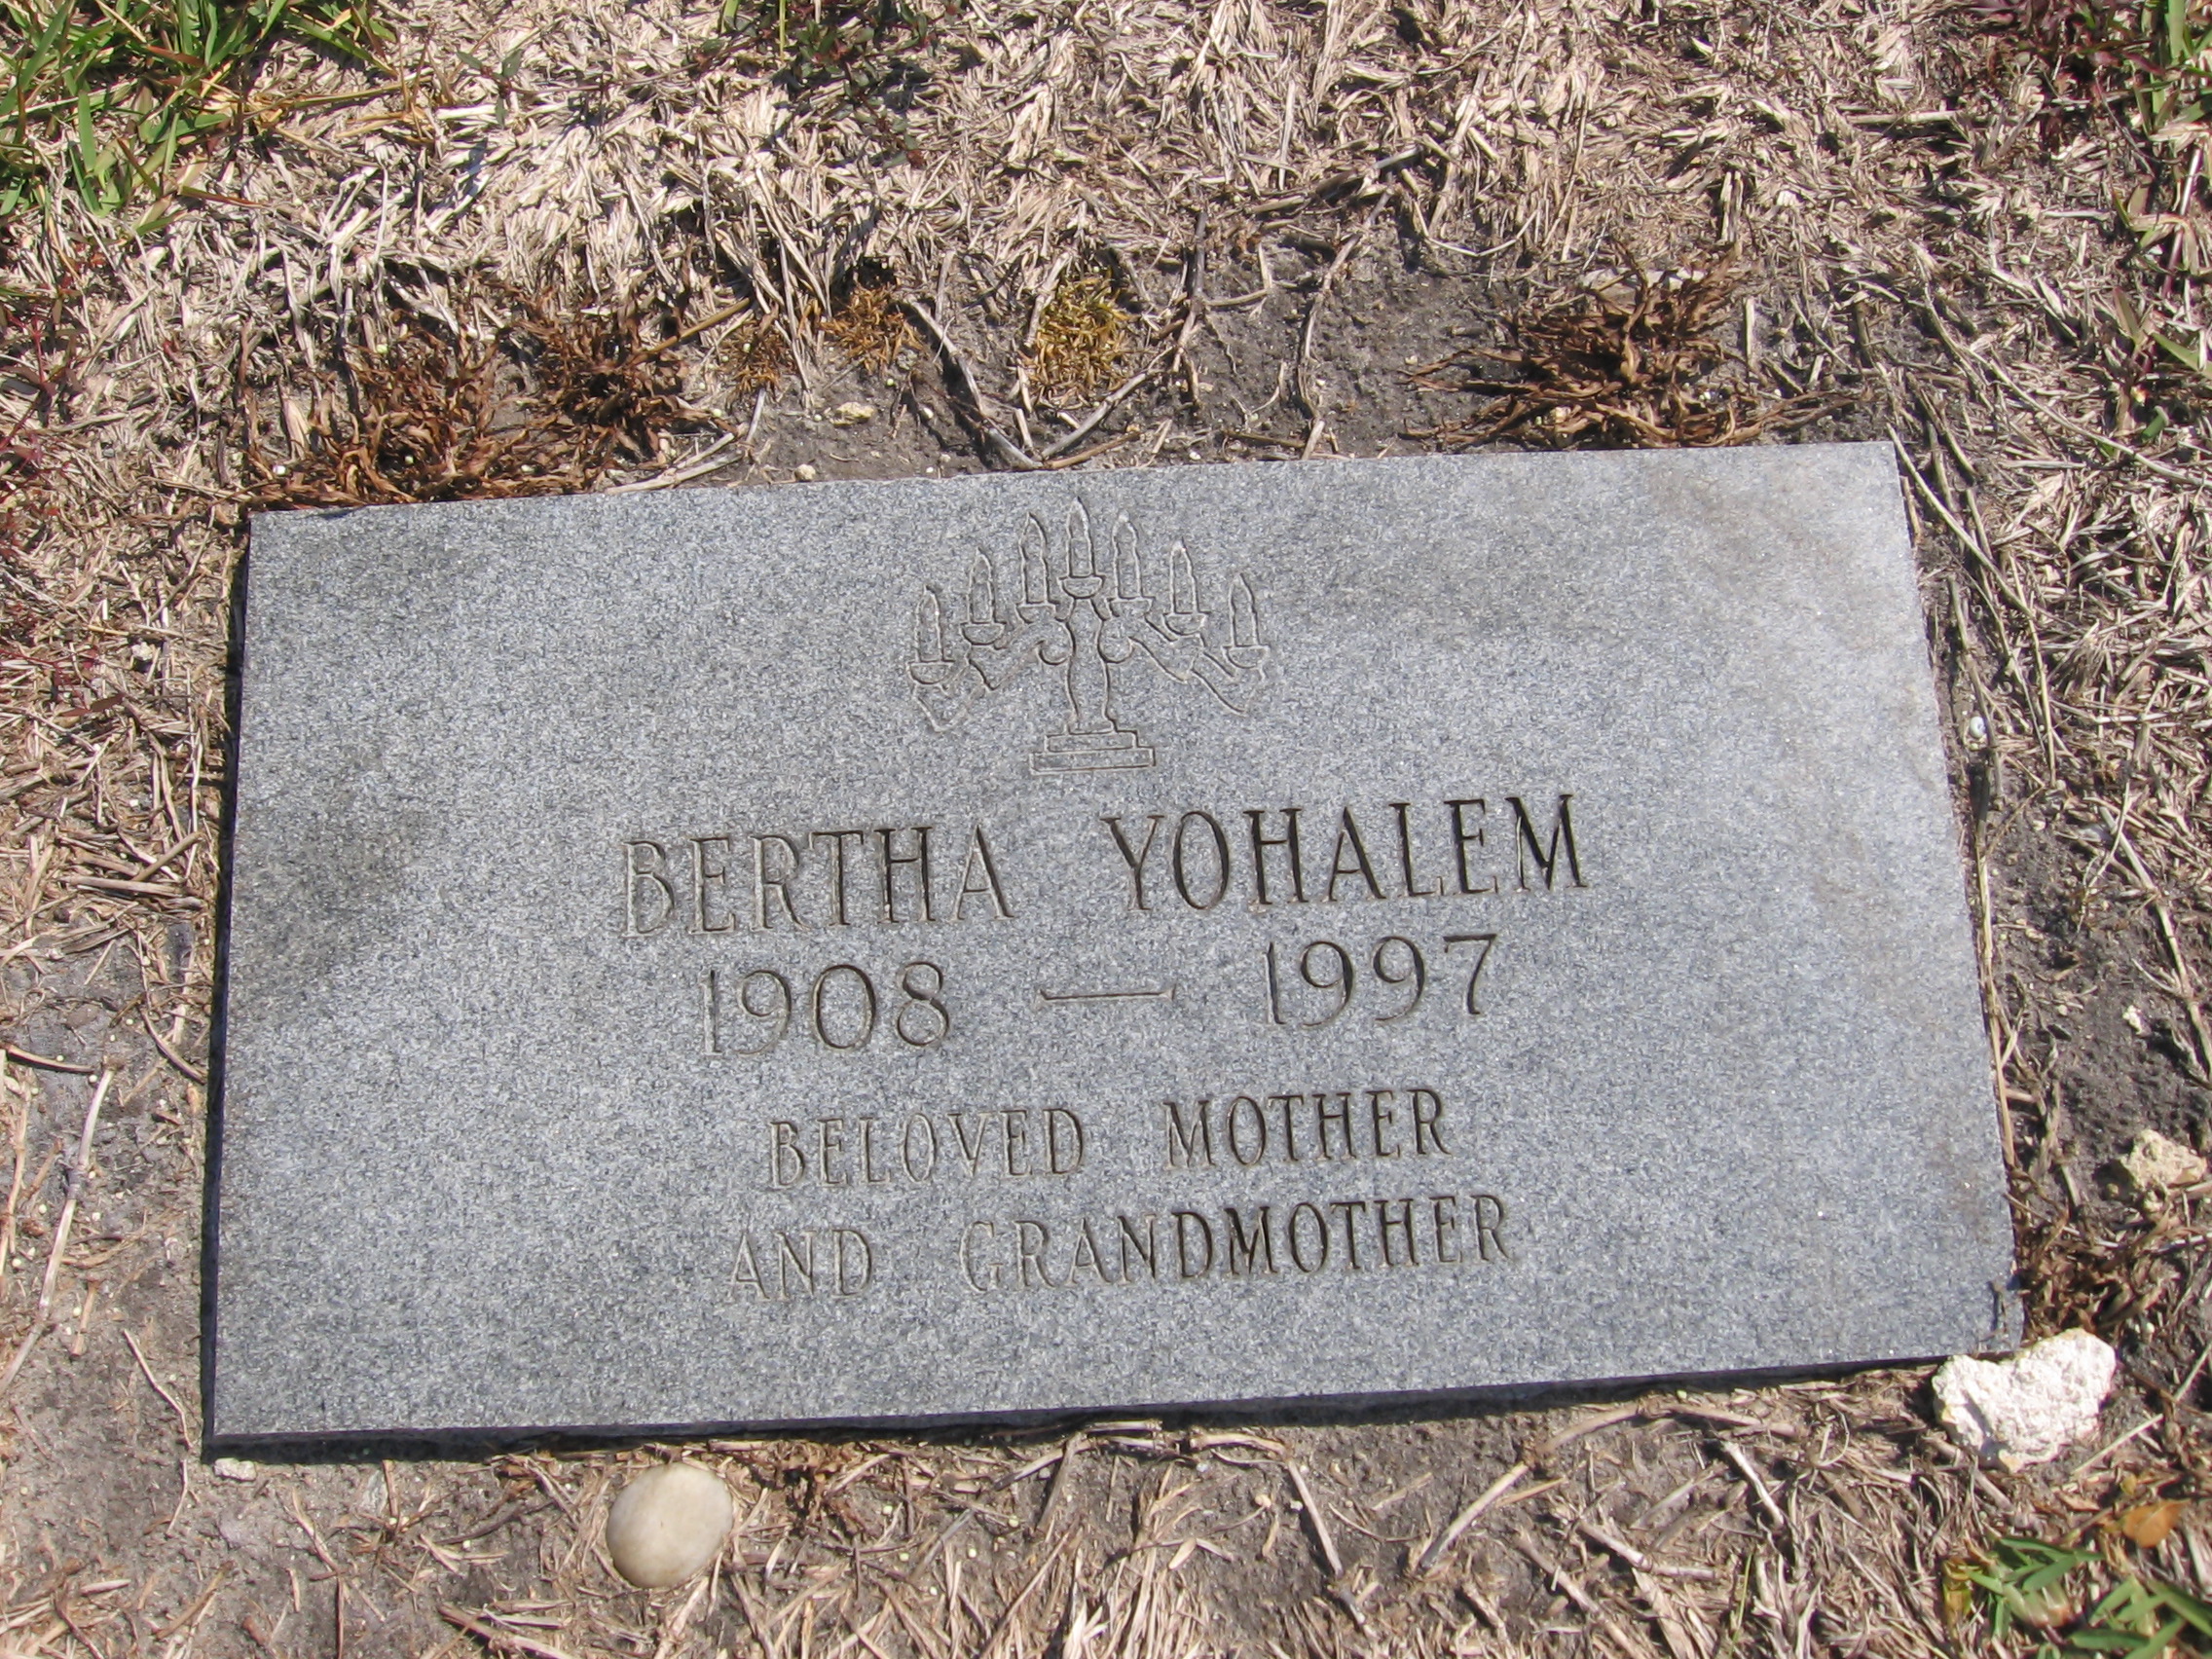 BERTHA YOHALEM
1908 — 1997
BELOVED MOTHER
AND GRANDMOTHER